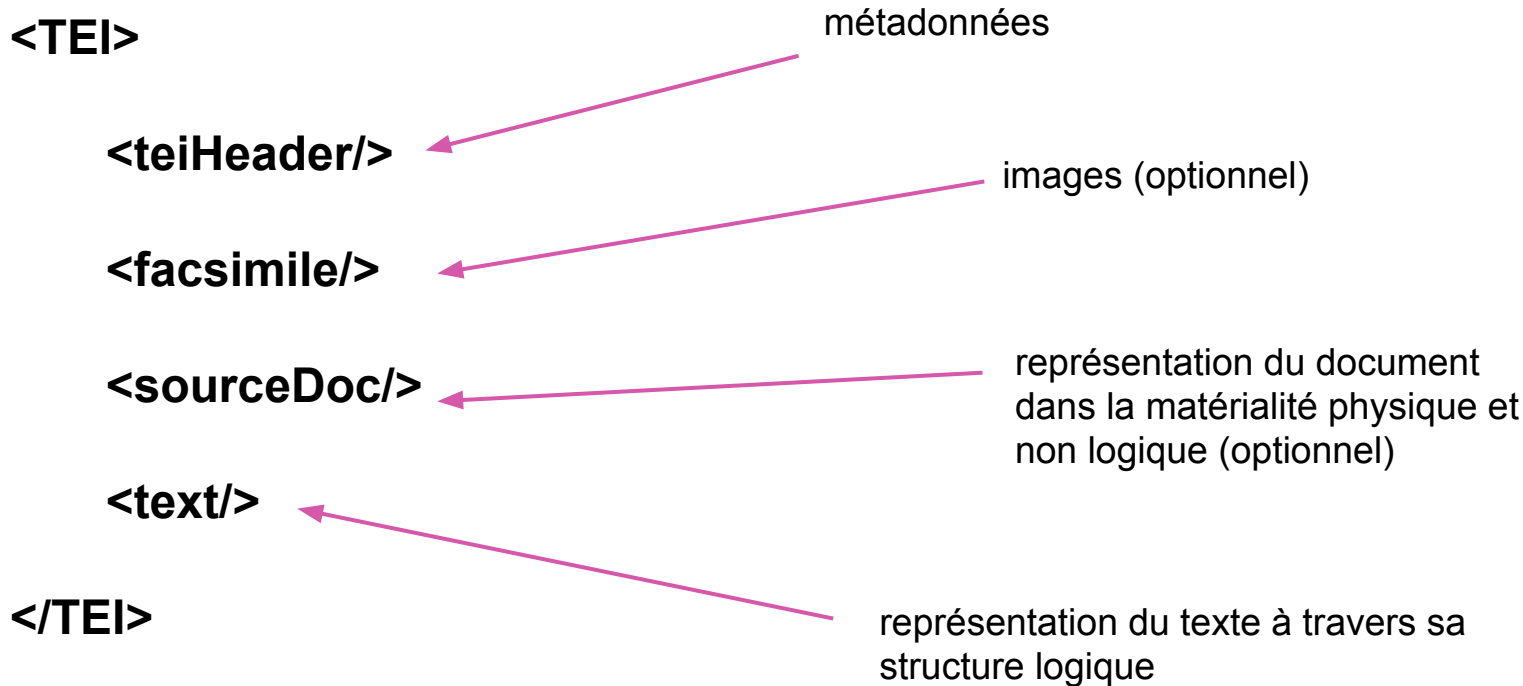 métadonnées
<TEI>
<teiHeader/>
images (optionnel)
<facsimile/>
représentation du document
dans la matérialité physique et
non logique (optionnel)
<sourceDoc/>
<text/>
</TEI>
représentation du texte à travers sa
structure logique